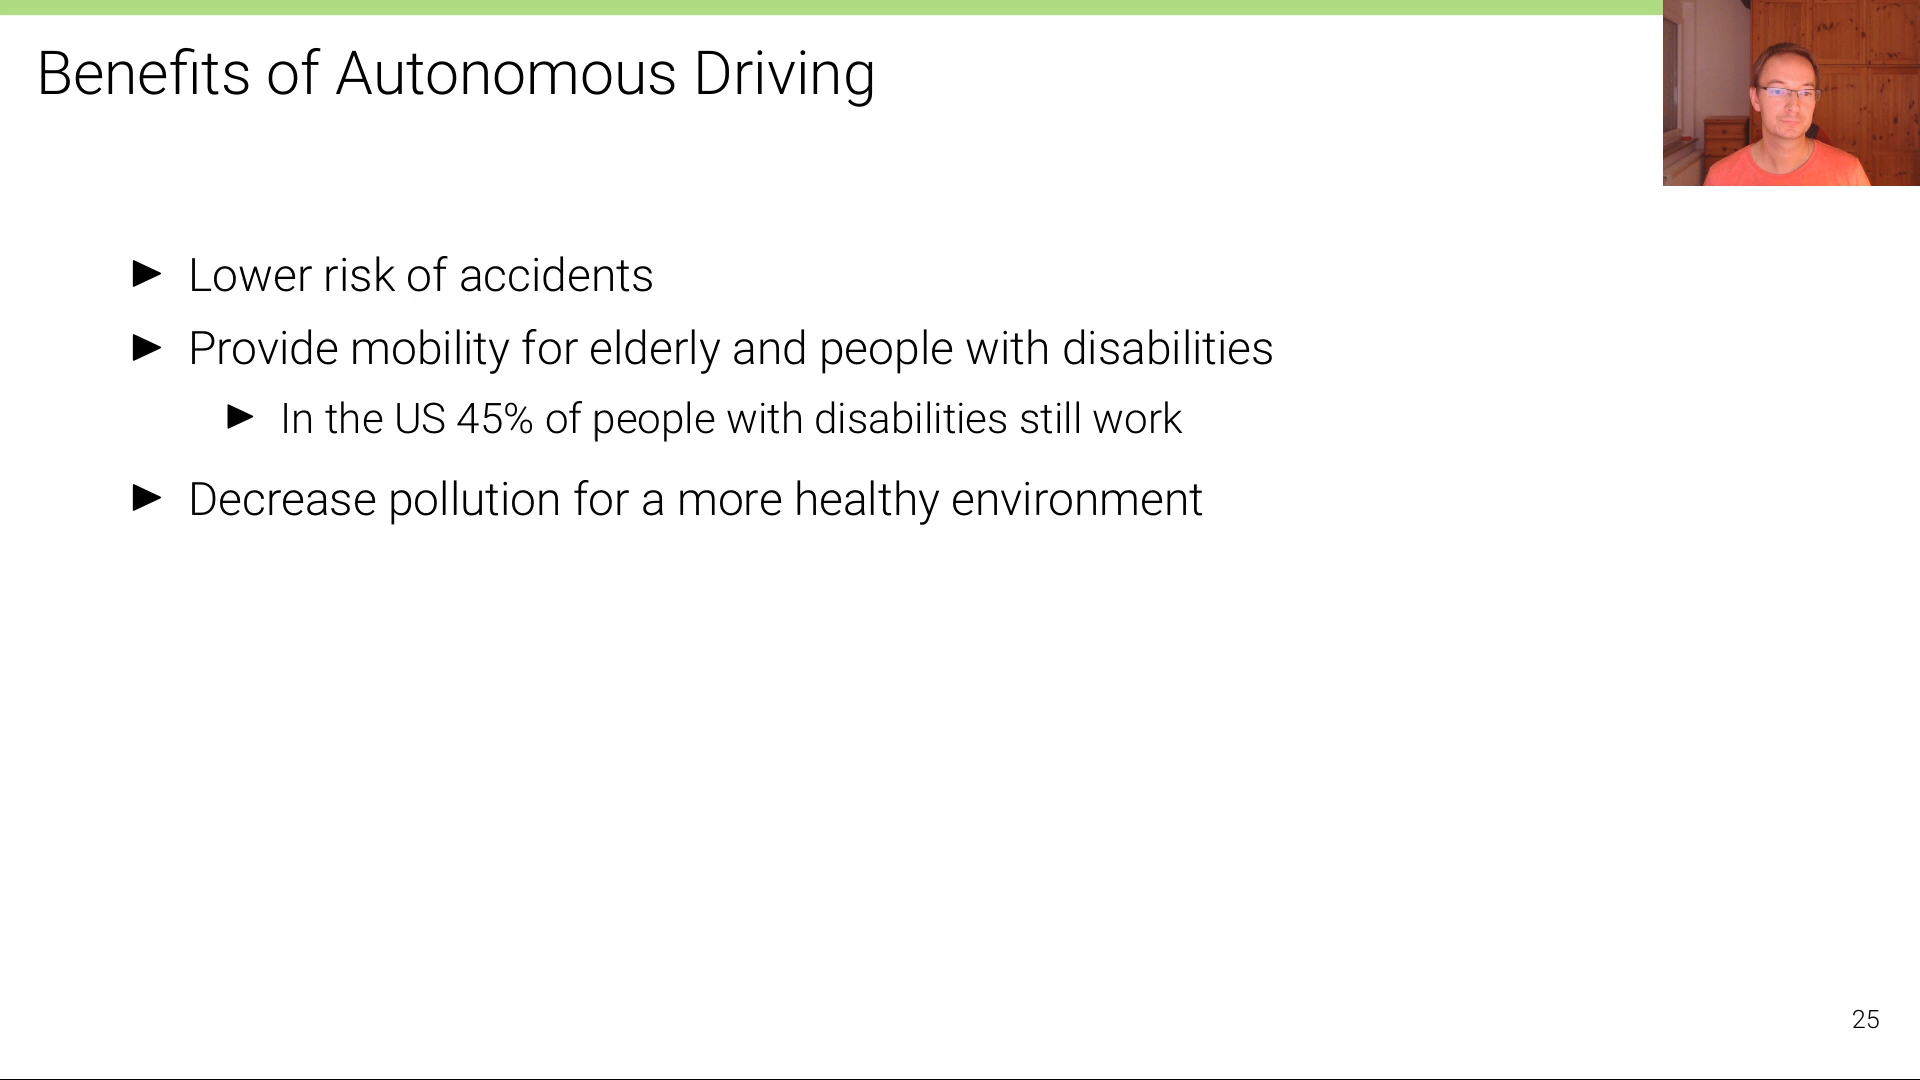 Benefits of Autonomous Driving
► Lower risk of accidents
► Provide mobility for elderly and people with disabilities
► In the US 45% of people with disabilities still work
► Decrease pollution for a more healthy environment
25